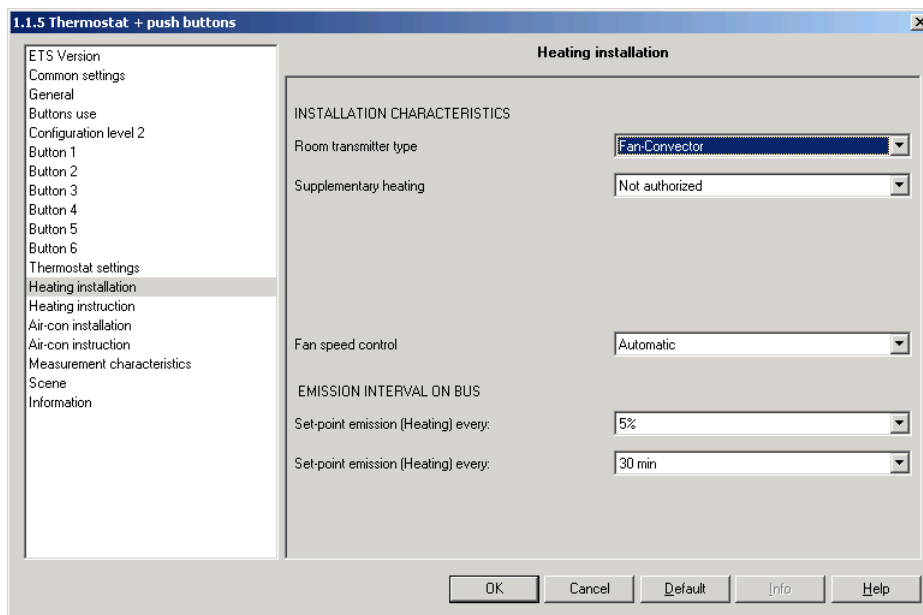 1.1.5 Thermostat + push buttons
ETS Version
Common settings
General
Buttons use
Configuration level 2
Button 1
Button 2
Button 3
Button 4
Button 5
Button 6
Thermostat settings
Heating installation
Heating instruction
Air-con installation
Air-con instruction
Measurement characteristics
Scene
Information
Heating installation
INSTALLATION CHARACTERISTICS
Room transmitter type Fan-Convector
Supplementary heating Not authorized
Fan speed control Automatic
EMISSION INTERVAL ON BUS
Set-point emission (Heating) every: 5%
Set-point emission (Heating) every: 30 min
OK Cancel Default Info Help